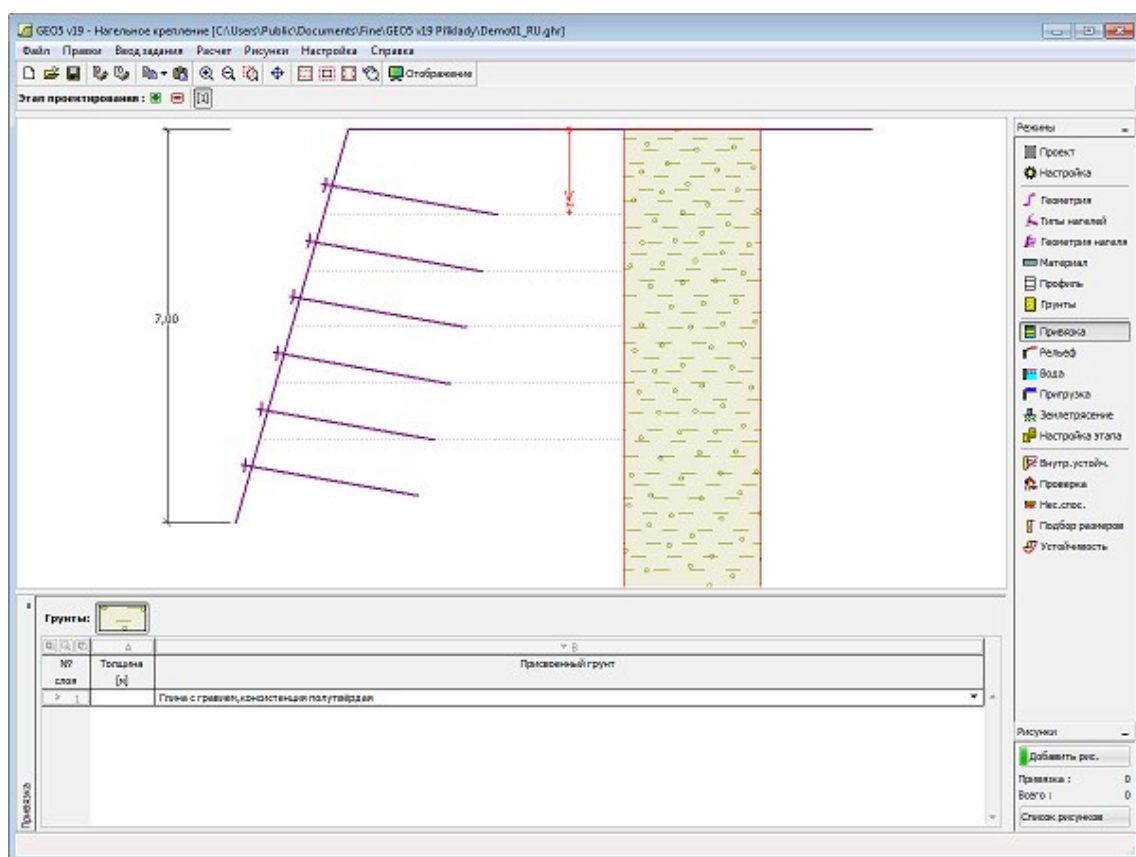 GEO5 v19 - Нагельное крепление [C:\Users\Public\Documents\Fine\GEO5 v19 Příklady\Demo01_RU.ghr]
Файл Правки Ввод задания Расчет Рисунки Настройка Справка
Отображение
Этап проектирования : [1]
7,00
+z
Режимы
Проект
Настройка
Геометрия
Типы нагелей
Геометрия нагеля
Материал
Профиль
Грунты
Привязка
Рельеф
Вода
Пригрузка
Землетрясение
Настройка этапа
Внутр.устойч.
Проверка
Нес.спос.
Подбор размеров
Устойчивость
Грунты:
A B
№ слоя
Толщина [м]
Присвоенный грунт
> 1 Глина с гравием,консистенция полутвёрдая
Привязка
Рисунки
Добавить рис.
Привязка : 0
Всего : 0
Список рисунков